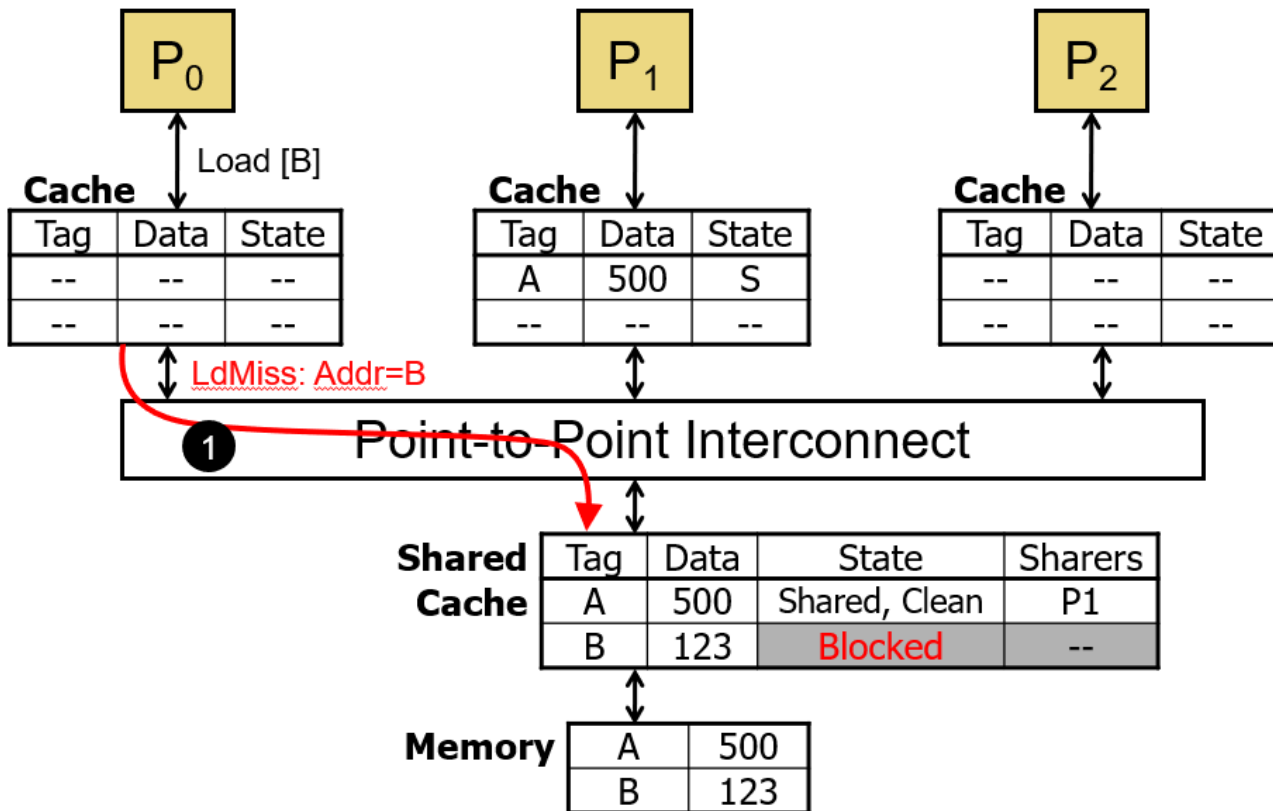 P0 P1 P2
Load [B]
Cache Cache Cache
Tag Data State Tag Data State Tag Data State
-- -- -- A 500 S -- -- --
-- -- -- -- -- -- -- -- --
LdMiss: Addr=B
1 Point-to-Point Interconnect
Shared Tag Data State Sharers
Cache A 500 Shared, Clean P1
B 123 Blocked --
Memory A 500
B 123